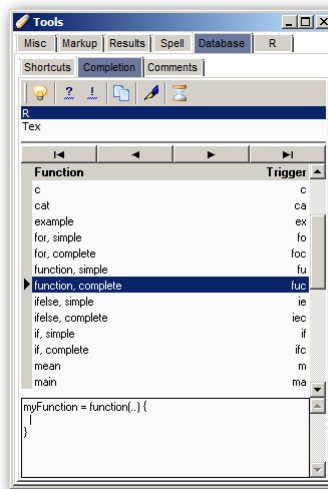 Tools
Misc Markup Results Spell Database R
Shortcuts Completion Comments
R
Tex
Function Trigger
c c
cat ca
example ex
for, simple fo
for, complete foc
function, simple fu
function, complete fuc
ifelse, simple ie
ifelse, complete iec
if, simple if
if, complete ifc
mean m
main ma
myFunction = function(..) {
|
}